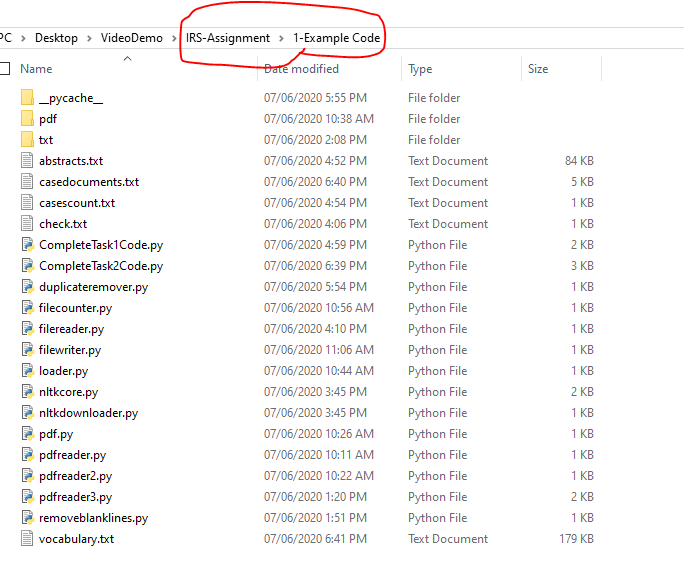 PC > Desktop > VideoDemo > IRS-Assignment > 1-Example Code
Name Date modified Type Size
__pycache__ 07/06/2020 5:55 PM File folder
pdf 07/06/2020 10:38 AM File folder
txt 07/06/2020 2:08 PM File folder
abstracts.txt 07/06/2020 4:52 PM Text Document 84 KB
casedocuments.txt 07/06/2020 6:40 PM Text Document 5 KB
casescount.txt 07/06/2020 4:54 PM Text Document 1 KB
check.txt 07/06/2020 4:06 PM Text Document 1 KB
CompleteTask1Code.py 07/06/2020 4:59 PM Python File 2 KB
CompleteTask2Code.py 07/06/2020 6:39 PM Python File 3 KB
duplicateremover.py 07/06/2020 5:54 PM Python File 1 KB
filecounter.py 07/06/2020 10:56 AM Python File 1 KB
filereader.py 07/06/2020 4:10 PM Python File 1 KB
filewriter.py 07/06/2020 11:06 AM Python File 1 KB
loader.py 07/06/2020 10:44 AM Python File 1 KB
nltkcore.py 07/06/2020 3:45 PM Python File 2 KB
nltkdownloader.py 07/06/2020 3:45 PM Python File 1 KB
pdf.py 07/06/2020 10:26 AM Python File 1 KB
pdfreader.py 07/06/2020 10:11 AM Python File 1 KB
pdfreader2.py 07/06/2020 10:22 AM Python File 1 KB
pdfreader3.py 07/06/2020 1:20 PM Python File 2 KB
removeblanklines.py 07/06/2020 1:51 PM Python File 1 KB
vocabulary.txt 07/06/2020 6:41 PM Text Document 179 KB